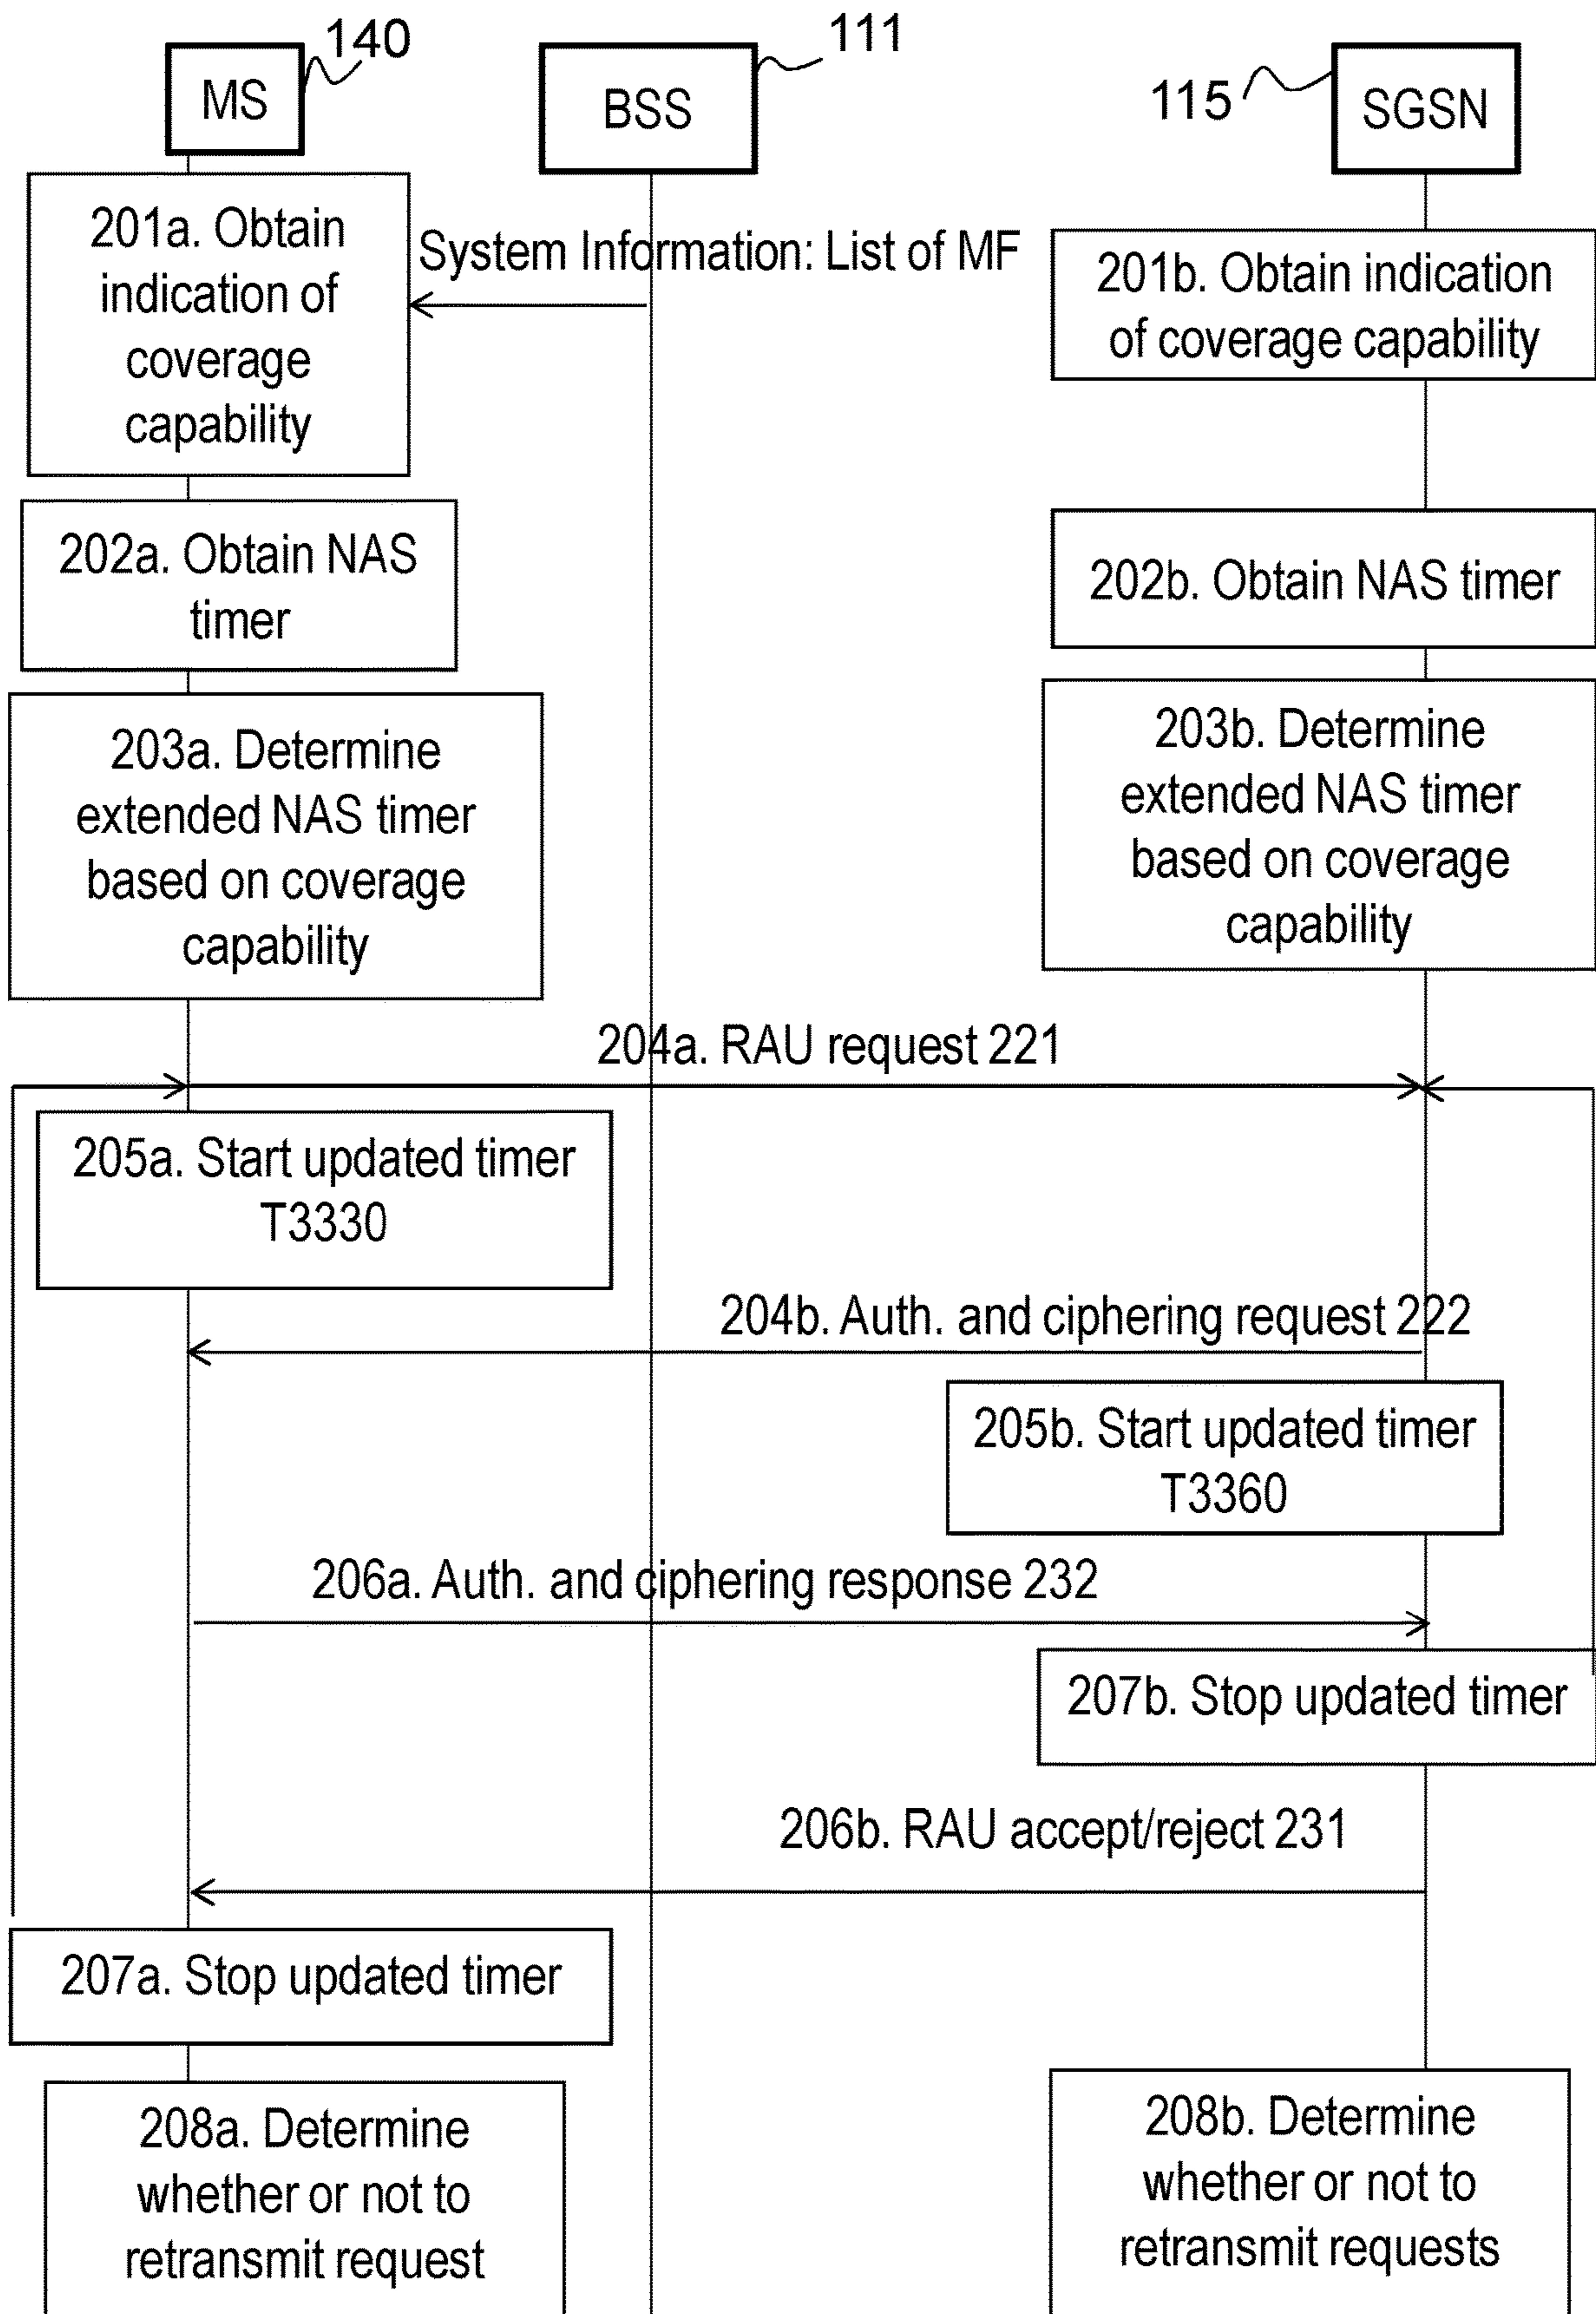 140
111
MS
BSS
115
SGSN
201a. Obtain
indication of
coverage
capability
System Information: List of MF
201b. Obtain indication
of coverage capability
202a. Obtain NAS
timer
202b. Obtain NAS timer
203a. Determine
extended NAS timer
based on coverage
capability
203b. Determine
extended NAS timer
based on coverage
capability
204a. RAU request 221
205a. Start updated timer
T3330
204b. Auth. and ciphering request 222
205b. Start updated timer
T3360
206a. Auth. and ciphering response 232
207b. Stop updated timer
206b. RAU accept/reject 231
207a. Stop updated timer
208a. Determine
whether or not to
retransmit request
208b. Determine
whether or not to
retransmit requests